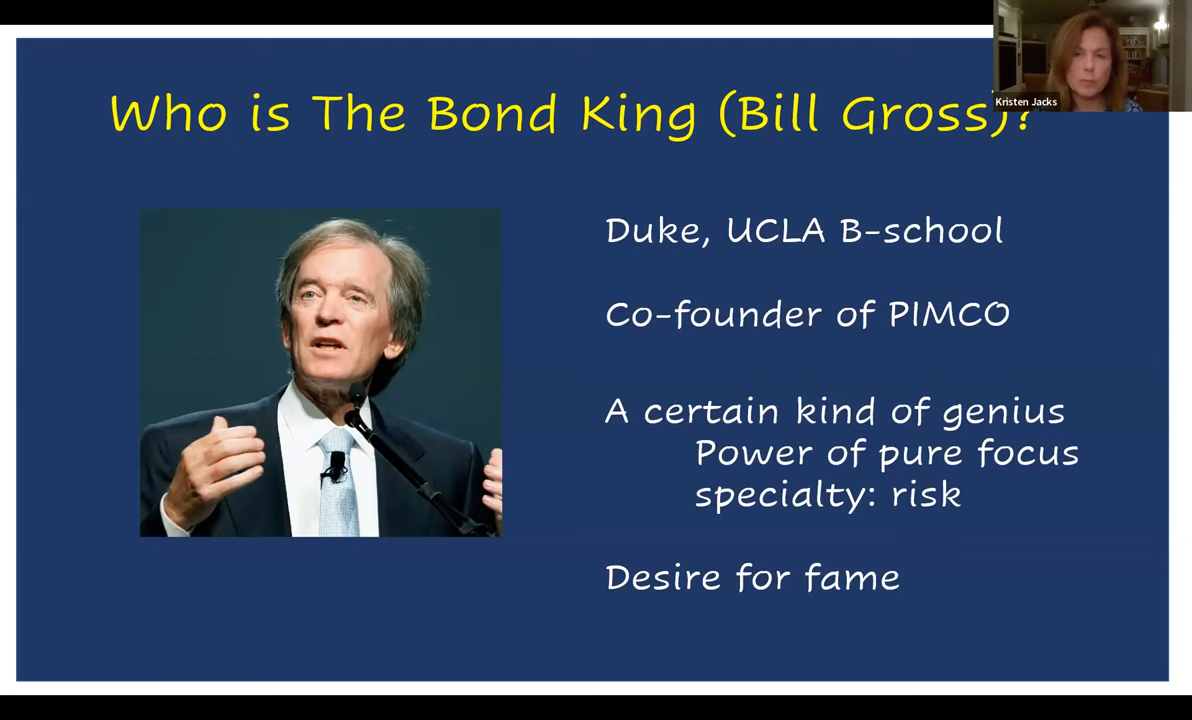 Who is The Bond King (Bill Gross)?
Kristen Jacks
Duke, UCLA B-school
Co-founder of PIMCO
A certain kind of genius
Power of pure focus
specialty: risk
Desire for fame